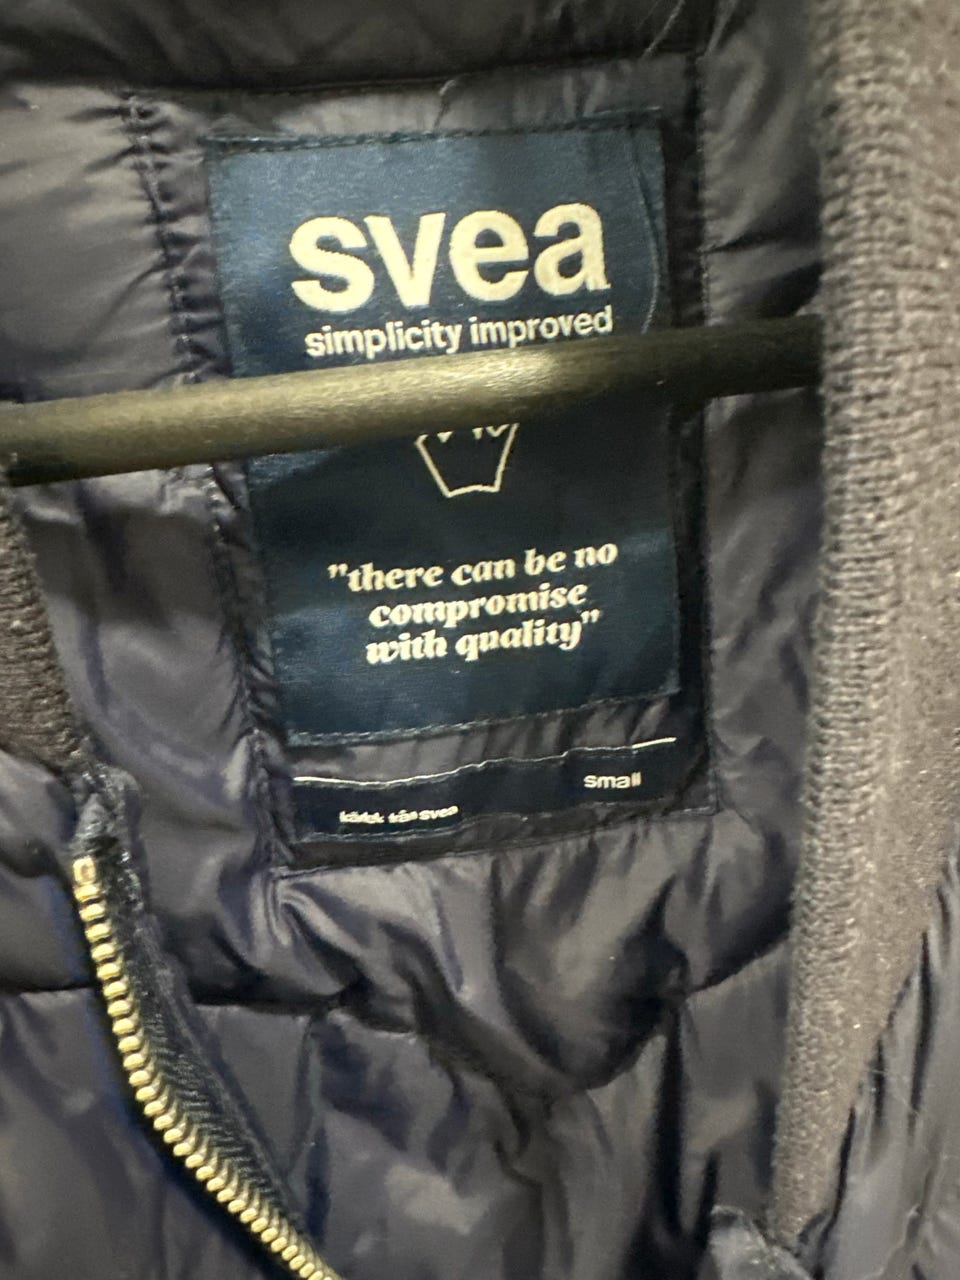 svea
simplicity improved
"there can be no
compromise
with quality"
small
kärlek från svea